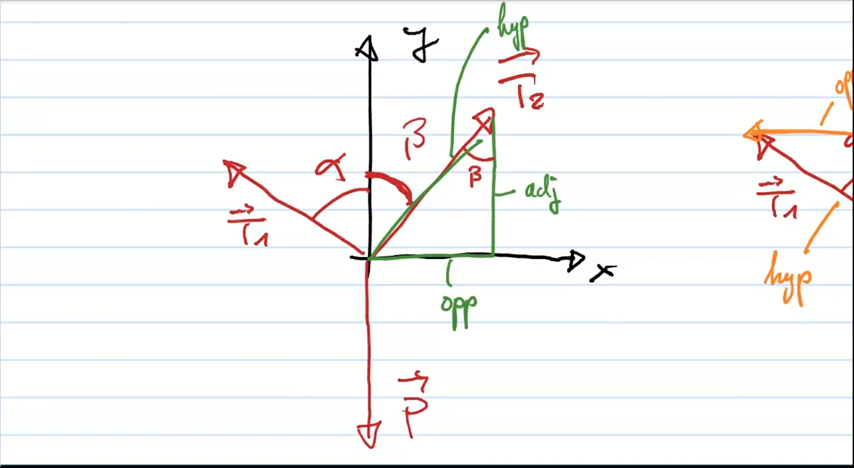 hyp
y
T₂
β
op
α
β
adj
T₁
T₁
x
hyp
opp
P